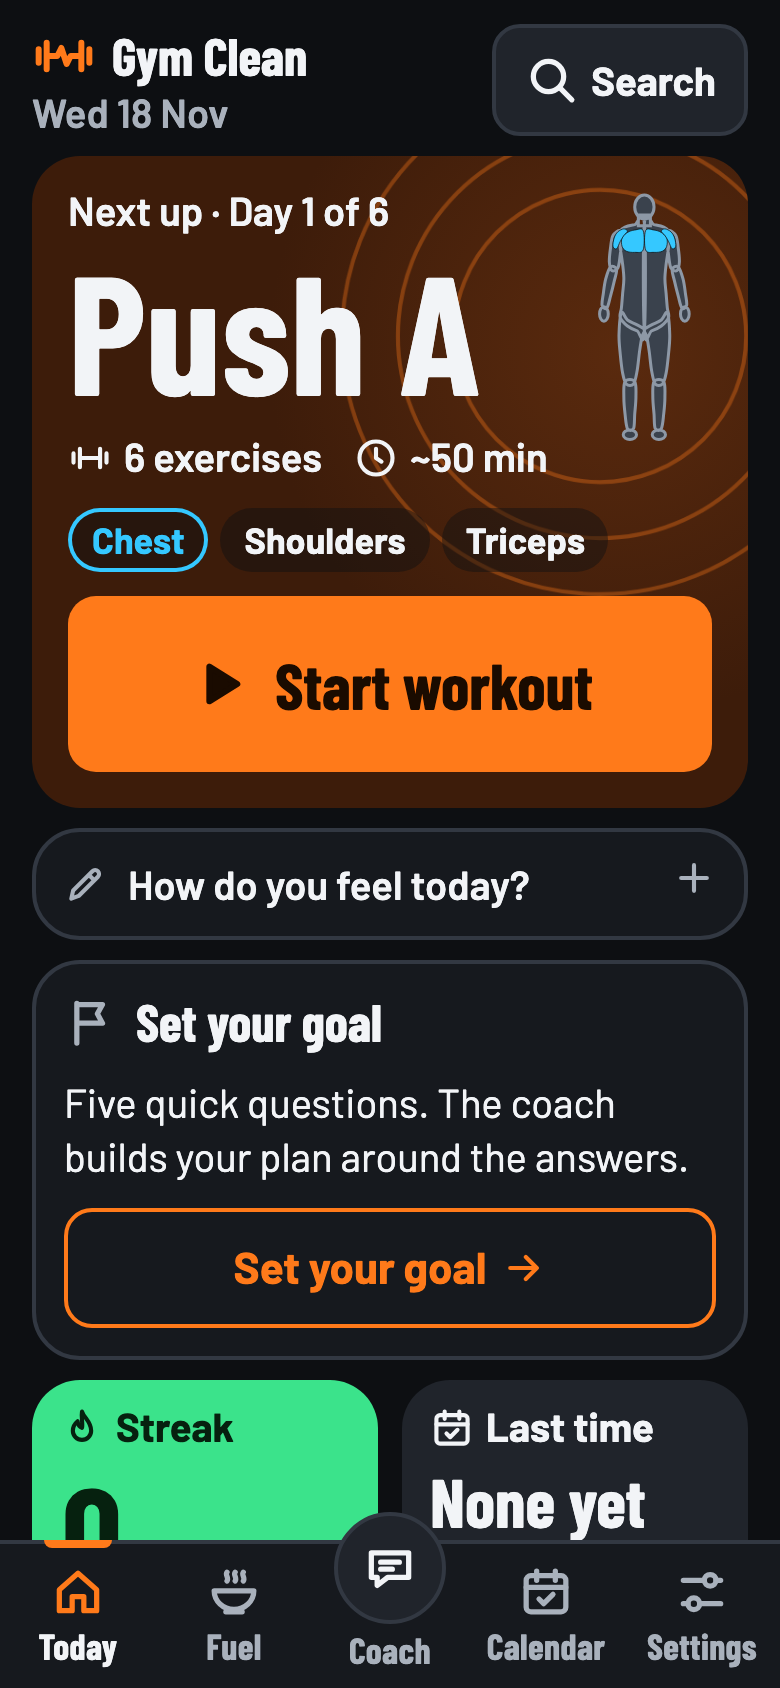 Gym Clean
Wed 18 Nov
Search
Next up · Day 1 of 6
Push A
6 exercises
~50 min
Chest
Shoulders
Triceps
Start workout
How do you feel today?
Set your goal
Five quick questions. The coach
builds your plan around the answers.
Set your goal →
Streak
Last time
None yet
Today
Fuel
Coach
Calendar
Settings